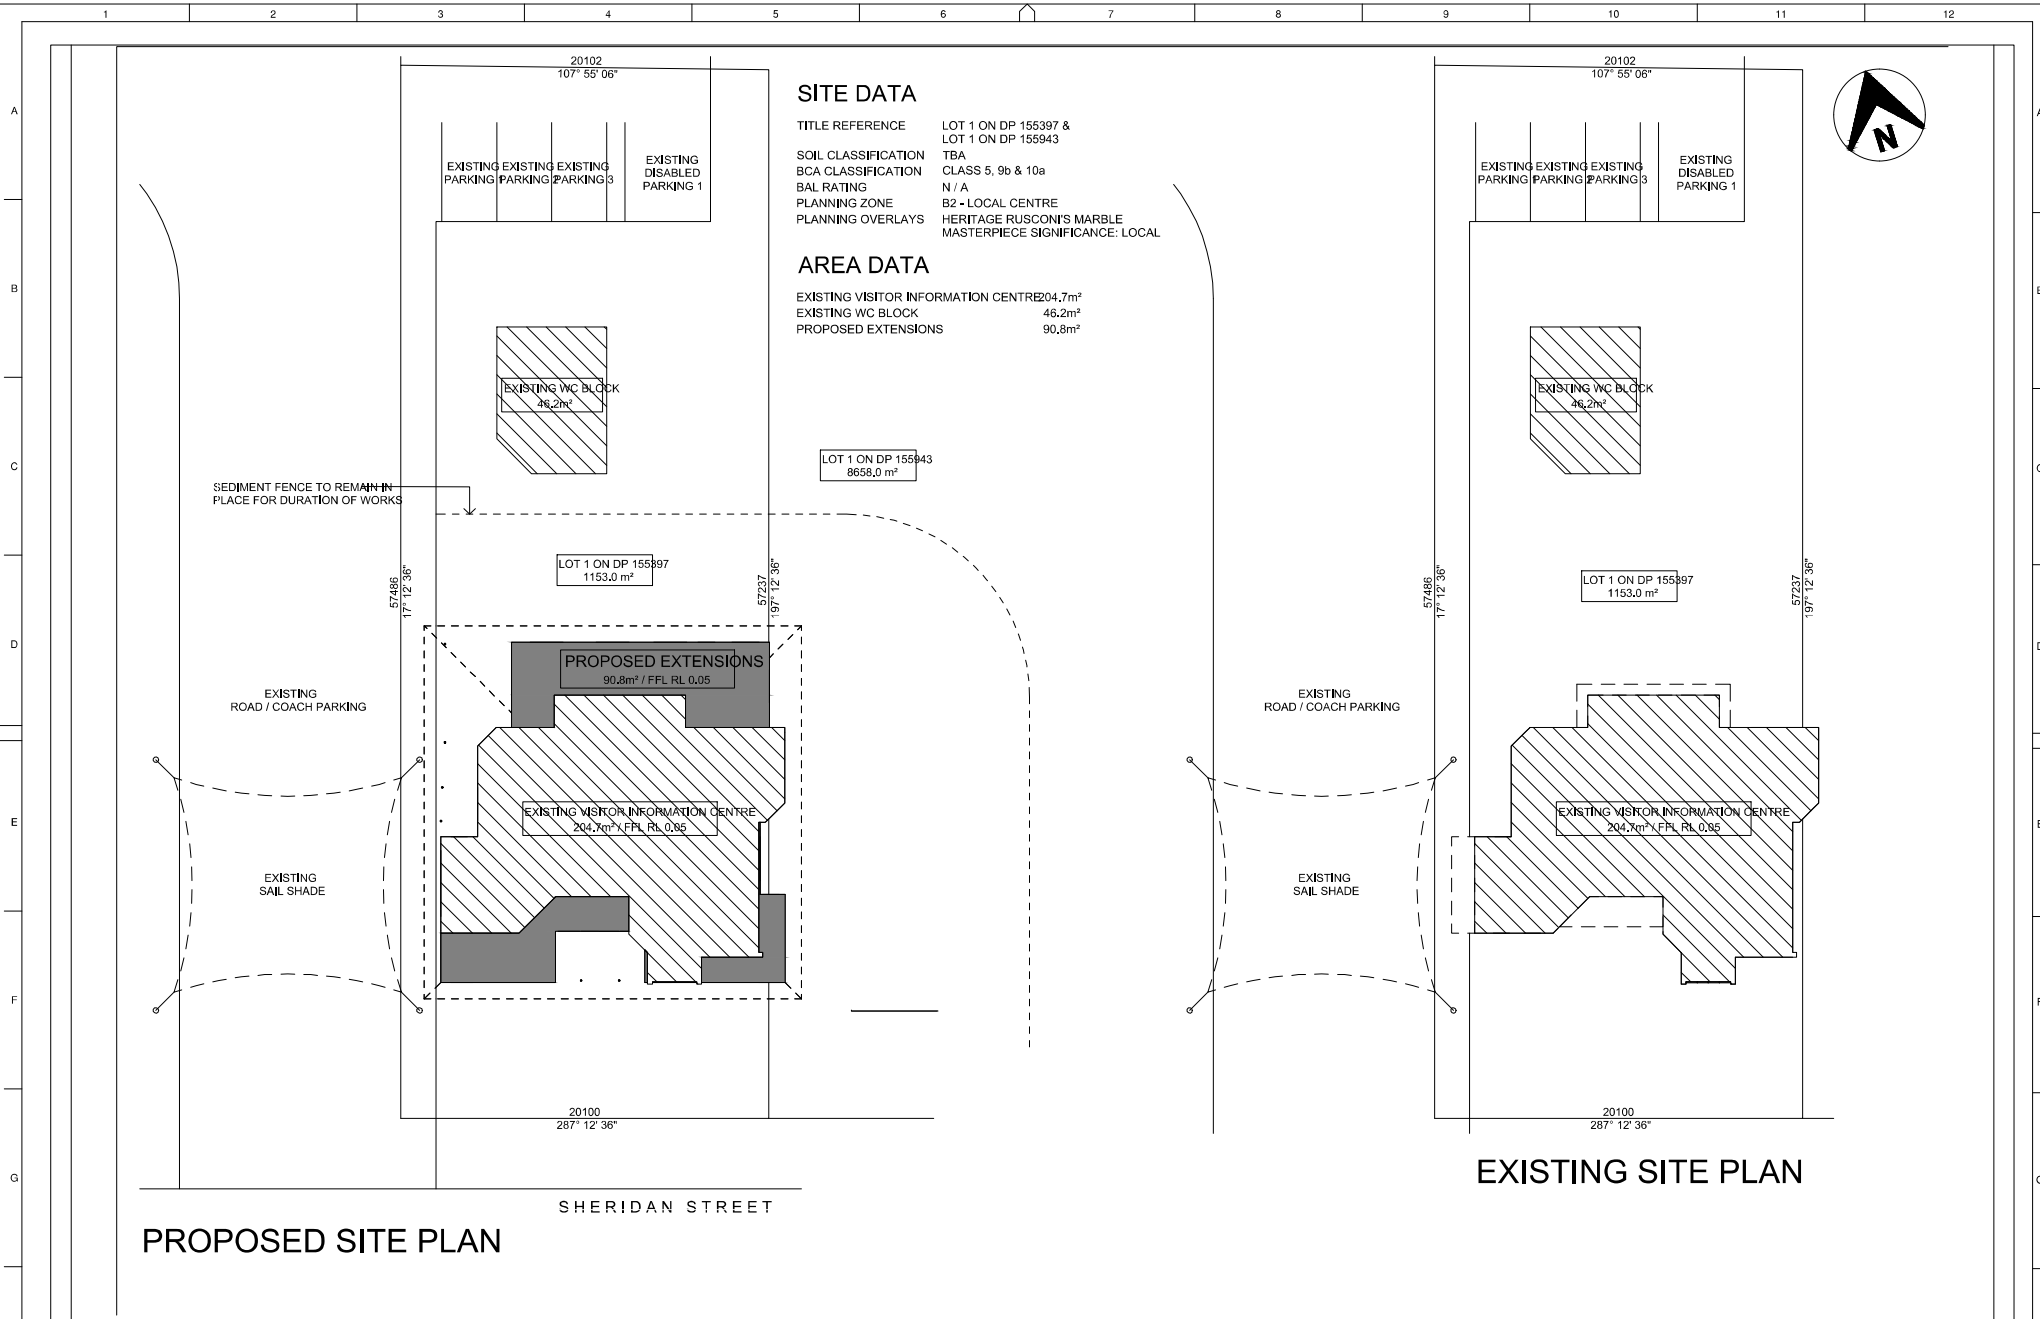 1 2 3 4 5 6 7 8 9 10 11 12
A
B
C
D
E
F
G
20102
107° 55' 06"
EXISTING PARKING 1
EXISTING PARKING 2
EXISTING PARKING 3
EXISTING
DISABLED
PARKING 1
SITE DATA
TITLE REFERENCE LOT 1 ON DP 155397 &
LOT 1 ON DP 155943
SOIL CLASSIFICATION TBA
BCA CLASSIFICATION CLASS 5, 9b & 10a
BAL RATING N / A
PLANNING ZONE B2 - LOCAL CENTRE
PLANNING OVERLAYS HERITAGE RUSCONI'S MARBLE
MASTERPIECE SIGNIFICANCE: LOCAL
AREA DATA
EXISTING VISITOR INFORMATION CENTRE 204.7m²
EXISTING WC BLOCK 46.2m²
PROPOSED EXTENSIONS 90.8m²
EXISTING WC BLOCK
46.2m²
LOT 1 ON DP 155943
8658.0 m²
SEDIMENT FENCE TO REMAIN IN
PLACE FOR DURATION OF WORKS
LOT 1 ON DP 155397
1153.0 m²
57486
17° 12' 36"
57237
197° 12' 36"
PROPOSED EXTENSIONS
90.8m² / FFL RL 0.05
EXISTING
ROAD / COACH PARKING
EXISTING VISITOR INFORMATION CENTRE
204.7m² / FFL RL 0.05
EXISTING
SAIL SHADE
20100
287° 12' 36"
SHERIDAN STREET
PROPOSED SITE PLAN
20102
107° 55' 06"
N
EXISTING PARKING 1
EXISTING PARKING 2
EXISTING PARKING 3
EXISTING
DISABLED
PARKING 1
EXISTING WC BLOCK
46.2m²
LOT 1 ON DP 155397
1153.0 m²
57486
17° 12' 36"
57237
197° 12' 36"
EXISTING
ROAD / COACH PARKING
EXISTING VISITOR INFORMATION CENTRE
204.7m² / FFL RL 0.05
EXISTING
SAIL SHADE
20100
287° 12' 36"
EXISTING SITE PLAN